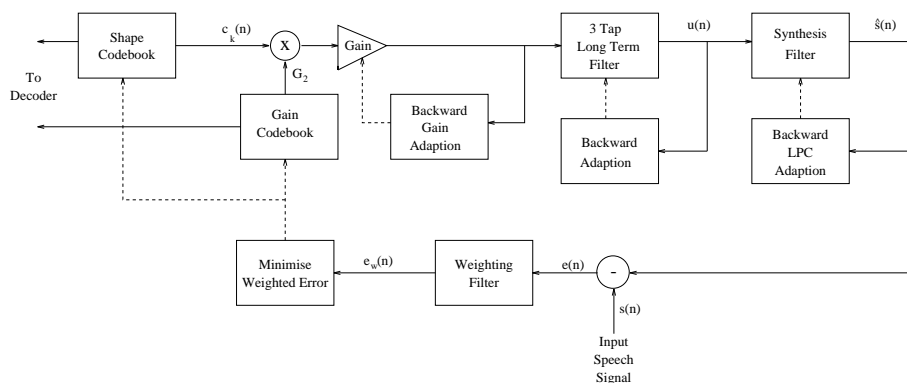 Shape
Codebook
c_k(n)
X
G_2
Gain
3 Tap
Long Term
Filter
u(n)
Synthesis
Filter
ŝ(n)
To
Decoder
Gain
Codebook
Backward
Gain
Adaption
Backward
Adaption
Backward
LPC
Adaption
Minimise
Weighted Error
e_w(n)
Weighting
Filter
e(n)
-
s(n)
Input
Speech
Signal